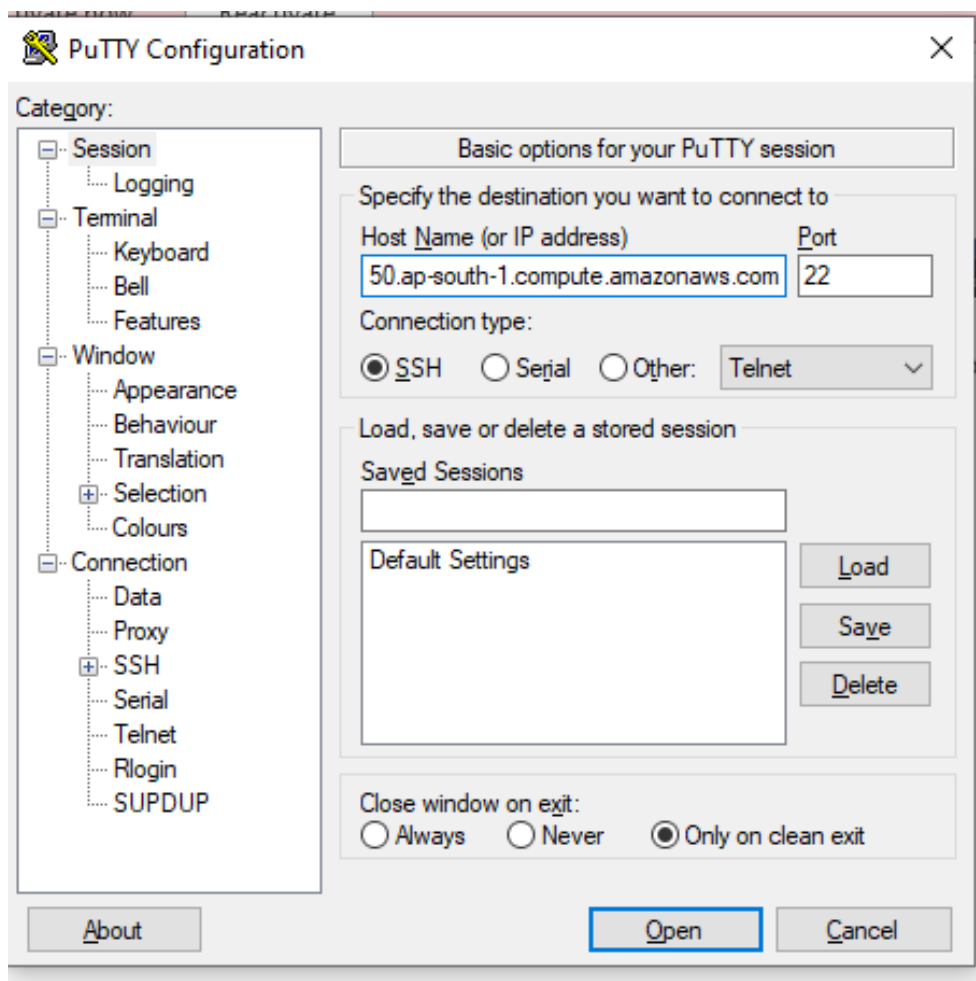 PuTTY Configuration
Category:
Session
Logging
Terminal
Keyboard
Bell
Features
Window
Appearance
Behaviour
Translation
Selection
Colours
Connection
Data
Proxy
SSH
Serial
Telnet
Rlogin
SUPDUP
Basic options for your PuTTY session
Specify the destination you want to connect to
Host Name (or IP address) Port
50.ap-south-1.compute.amazonaws.com 22
Connection type:
SSH Serial Other: Telnet
Load, save or delete a stored session
Saved Sessions
Default Settings
Load
Save
Delete
Close window on exit:
Always Never Only on clean exit
About Open Cancel